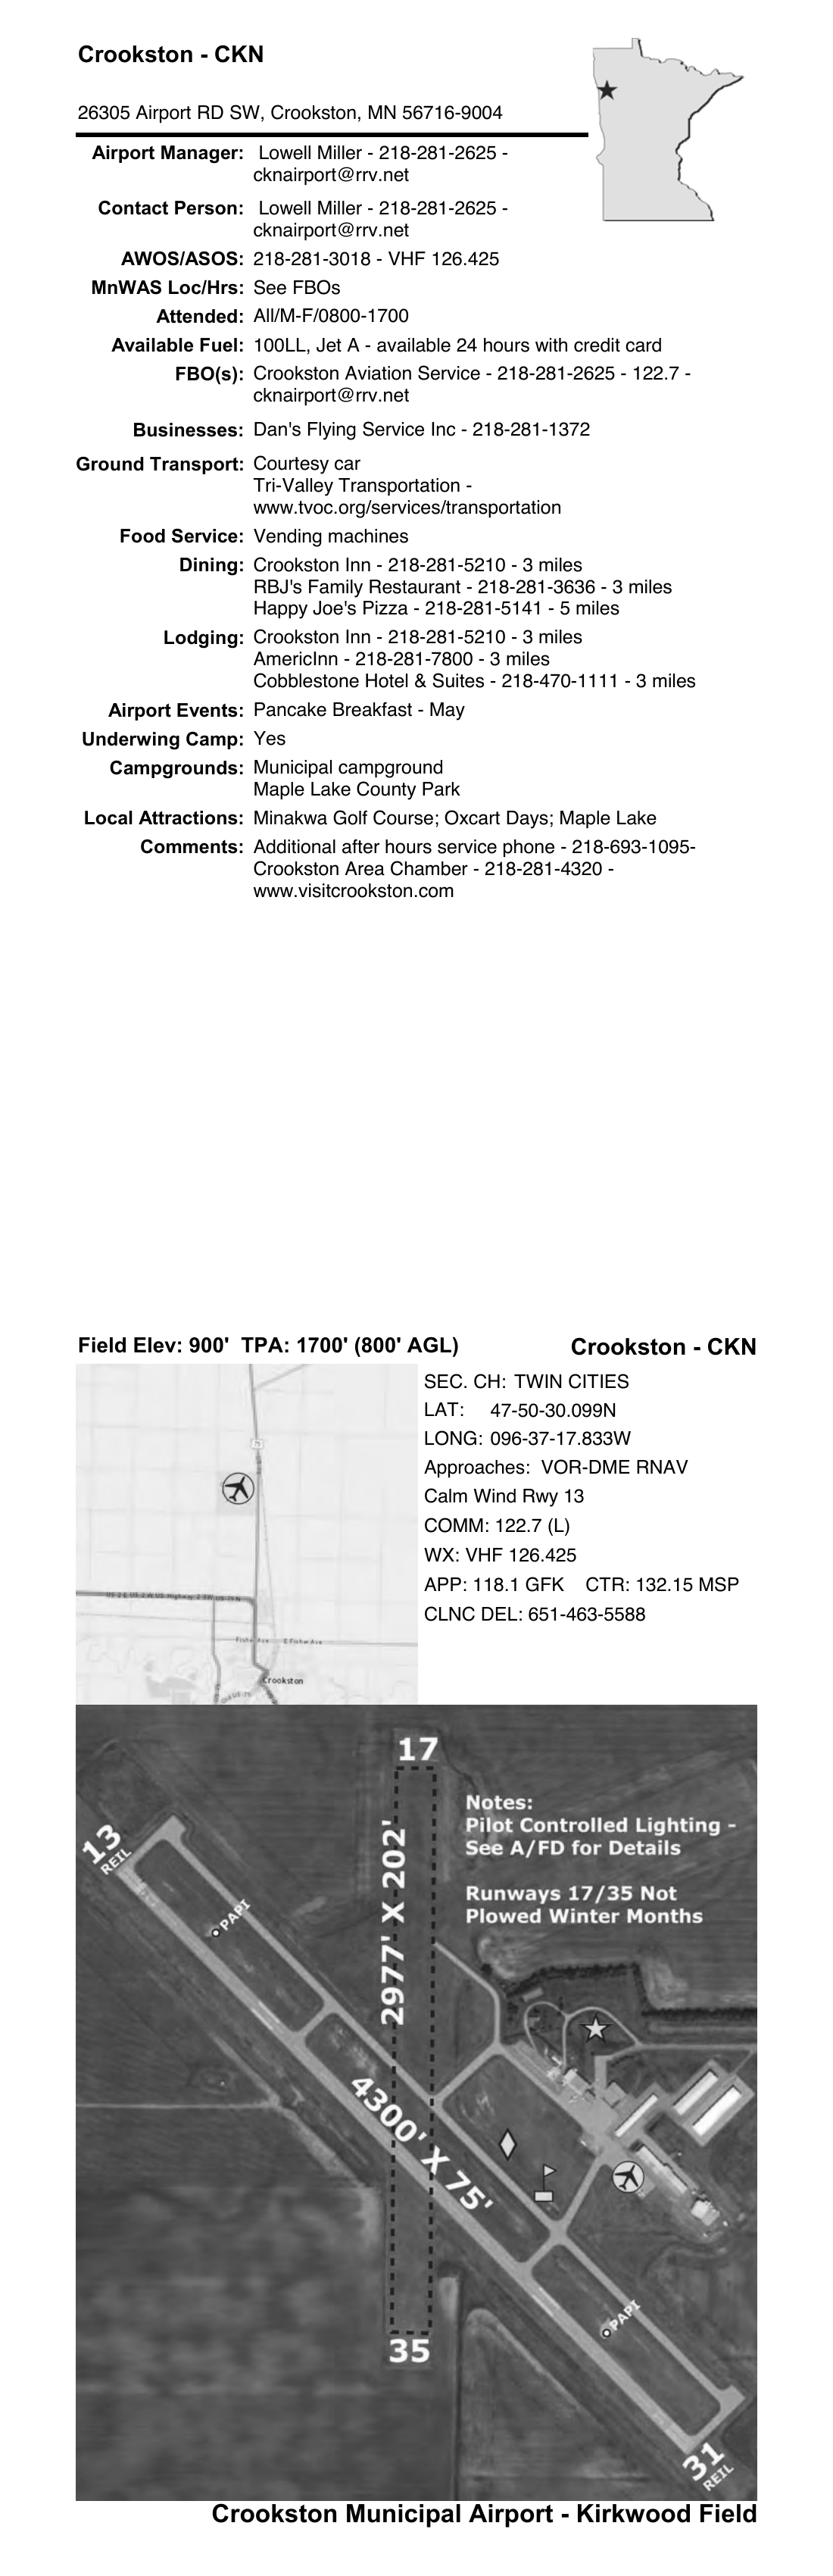 Crookston - CKN
26305 Airport RD SW, Crookston, MN 56716-9004
Airport Manager: Lowell Miller - 218-281-2625 -
cknairport@rrv.net
Contact Person: Lowell Miller - 218-281-2625 -
cknairport@rrv.net
AWOS/ASOS: 218-281-3018 - VHF 126.425
MnWAS Loc/Hrs: See FBOs
Attended: All/M-F/0800-1700
Available Fuel: 100LL, Jet A - available 24 hours with credit card
FBO(s): Crookston Aviation Service - 218-281-2625 - 122.7 -
cknairport@rrv.net
Businesses: Dan's Flying Service Inc - 218-281-1372
Ground Transport: Courtesy car
Tri-Valley Transportation -
www.tvoc.org/services/transportation
Food Service: Vending machines
Dining: Crookston Inn - 218-281-5210 - 3 miles
RBJ's Family Restaurant - 218-281-3636 - 3 miles
Happy Joe's Pizza - 218-281-5141 - 5 miles
Lodging: Crookston Inn - 218-281-5210 - 3 miles
AmericInn - 218-281-7800 - 3 miles
Cobblestone Hotel & Suites - 218-470-1111 - 3 miles
Airport Events: Pancake Breakfast - May
Underwing Camp: Yes
Campgrounds: Municipal campground
Maple Lake County Park
Local Attractions: Minakwa Golf Course; Oxcart Days; Maple Lake
Comments: Additional after hours service phone - 218-693-1095-
Crookston Area Chamber - 218-281-4320 -
www.visitcrookston.com
Field Elev: 900' TPA: 1700' (800' AGL)
Crookston - CKN
SEC. CH: TWIN CITIES
LAT: 47-50-30.099N
LONG: 096-37-17.833W
Approaches: VOR-DME RNAV
Calm Wind Rwy 13
COMM: 122.7 (L)
WX: VHF 126.425
APP: 118.1 GFK CTR: 132.15 MSP
CLNC DEL: 651-463-5588
Fisher Ave E Fisher Ave
Crookston
17
Notes:
Pilot Controlled Lighting -
See A/FD for Details
Runways 17/35 Not
Plowed Winter Months
13
REIL
PAPI
2977' X 202'
4300' X 75'
PAPI
35
31
REIL
Crookston Municipal Airport - Kirkwood Field